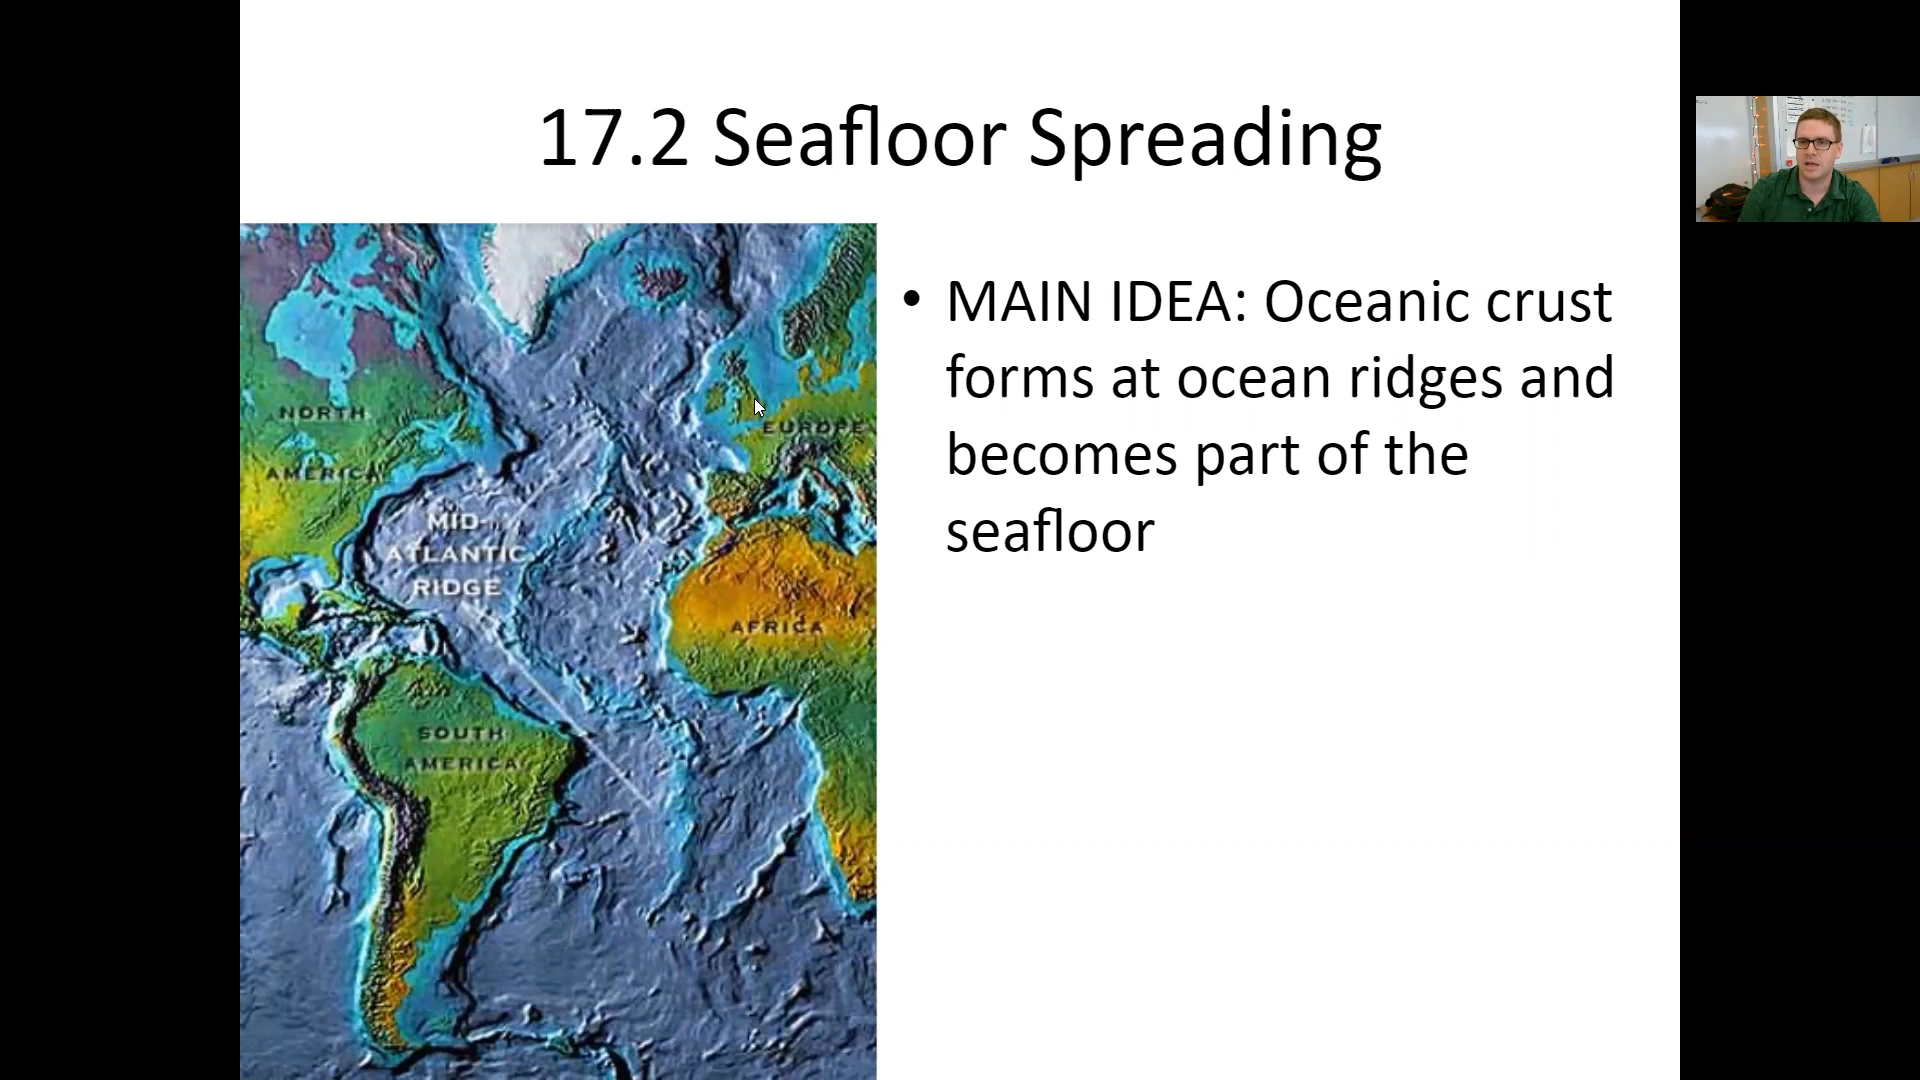 17.2 Seafloor Spreading
NORTH
AMERICA
MID-
ATLANTIC
RIDGE
EUROPE
AFRICA
SOUTH
AMERICA
• MAIN IDEA: Oceanic crust
forms at ocean ridges and
becomes part of the
seafloor